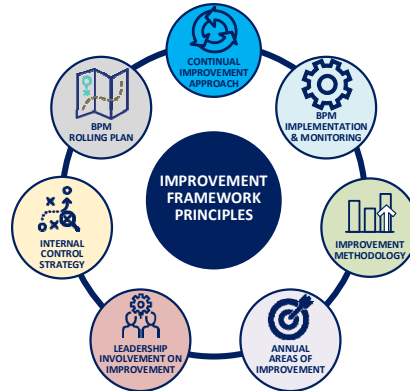 CONTINUAL
IMPROVEMENT
APPROACH
BPM
IMPLEMENTATION
& MONITORING
IMPROVEMENT
METHODOLOGY
ANNUAL
AREAS OF
IMPROVEMENT
LEADERSHIP
INVOLVEMENT ON
IMPROVEMENT
INTERNAL
CONTROL
STRATEGY
BPM
ROLLING PLAN
IMPROVEMENT
FRAMEWORK
PRINCIPLES